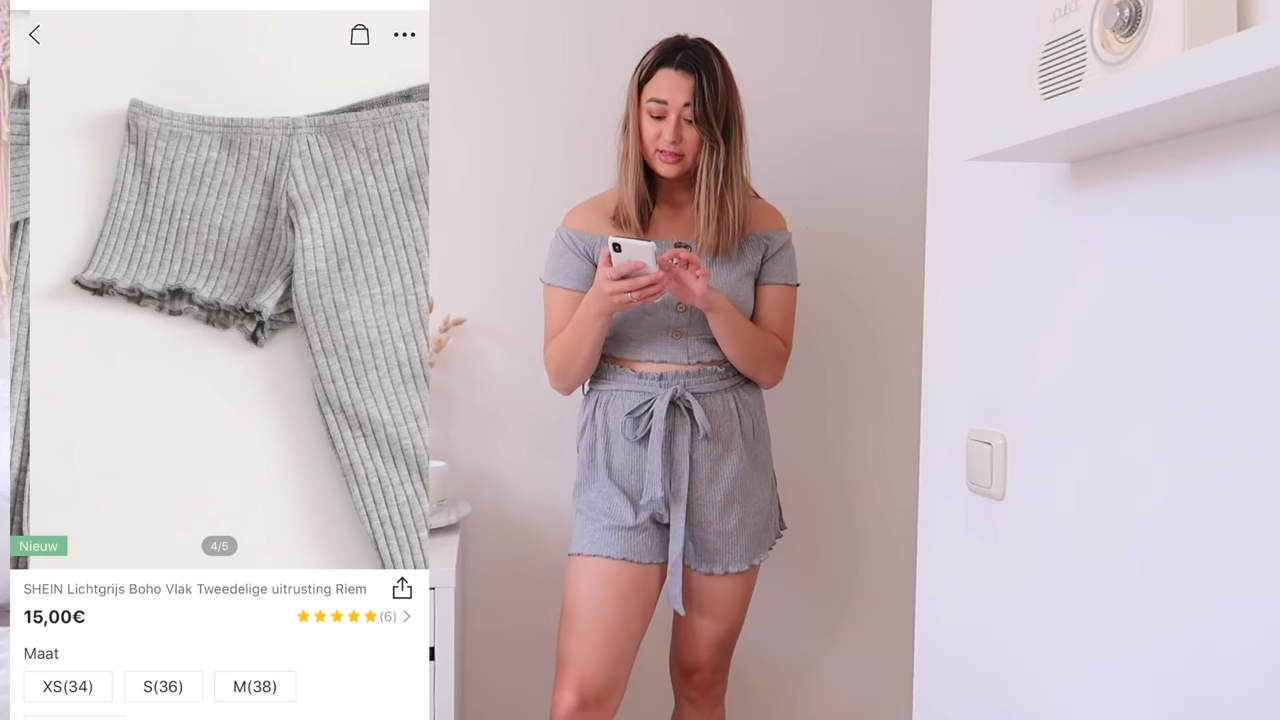 Nieuw
4/5
SHEIN Lichtgrijs Boho Vlak Tweedelige uitrusting Riem
15,00€
(6)
Maat
XS(34)
S(36)
M(38)